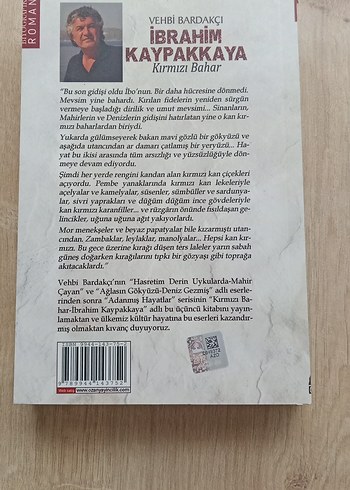 ROMAN
VEHBİ BARDAKÇI
İBRAHİM
KAYPAKKAYA
Kırmızı Bahar
"Bu son gidişi oldu İbo'nun. Bir daha hücresine dönmedi.
Mevsim yine bahardı. Kırılan fidelerin yeniden sürgün
vermeye başladığı dirilik ve umut mevsimi... Sinanların,
Mahirlerin ve Denizlerin gidişini hatırlatan yine o kan kır-
mızı baharlardan biriydi.
Yukarda gülümseyerek bakan mavi gözlü bir gökyüzü ve
aşağıda utancından ar damarı çatlamış bir yeryüzü... Ha-
yat bu ikisi arasında tüm arsızlığı ve yüzsüzlüğüyle dön-
meye devam ediyordu.
Şimdi her yerde rengini kandan alan kırmızı kan çiçekleri
açıyordu. Pembe yanaklarında kırmızı kan lekeleriyle
açelyalar ve kamelyalar, süsenler, sümbüller ve sardunya-
lar, sivri yaprakları ve düğüm düğüm ince gövdeleriyle
kan kırmızı karanfiller... ve rüzgârın önünde fısıldaşan ge-
lincikler, uğuna uğuna ağıt yakıyorlardı.
Mor menekşeler ve beyaz papatyalar bile kızarmıştı utan-
cından. Zambaklar, leylaklar, manolyalar... Hepsi kan kır-
mızı. Bu gece üzerine kırağı düşen ters laleler yarın sabah
güneş doğarken kırağılarını tıpkı bir gözyaşı gibi toprağa
akıtacaklardı."
Vehbi Bardakçı'nın "Hasretim Derin Uykularda-Mahir
Çayan" ve "Ağlasın Gökyüzü-Deniz Gezmiş" adlı eserle-
rinden sonra "Adanmış Hayatlar" serisinin "Kırmızı Ba-
har-İbrahim Kaypakkaya" adlı bu üçüncü kitabını yayın-
lamaktan ve ülkemiz kültür hayatına bu eserleri kazandır-
mış olmaktan kıvanç duyuyoruz.
ISBN 9944-143-75-2
9 789944 143752
www.ozanyayincilik.com